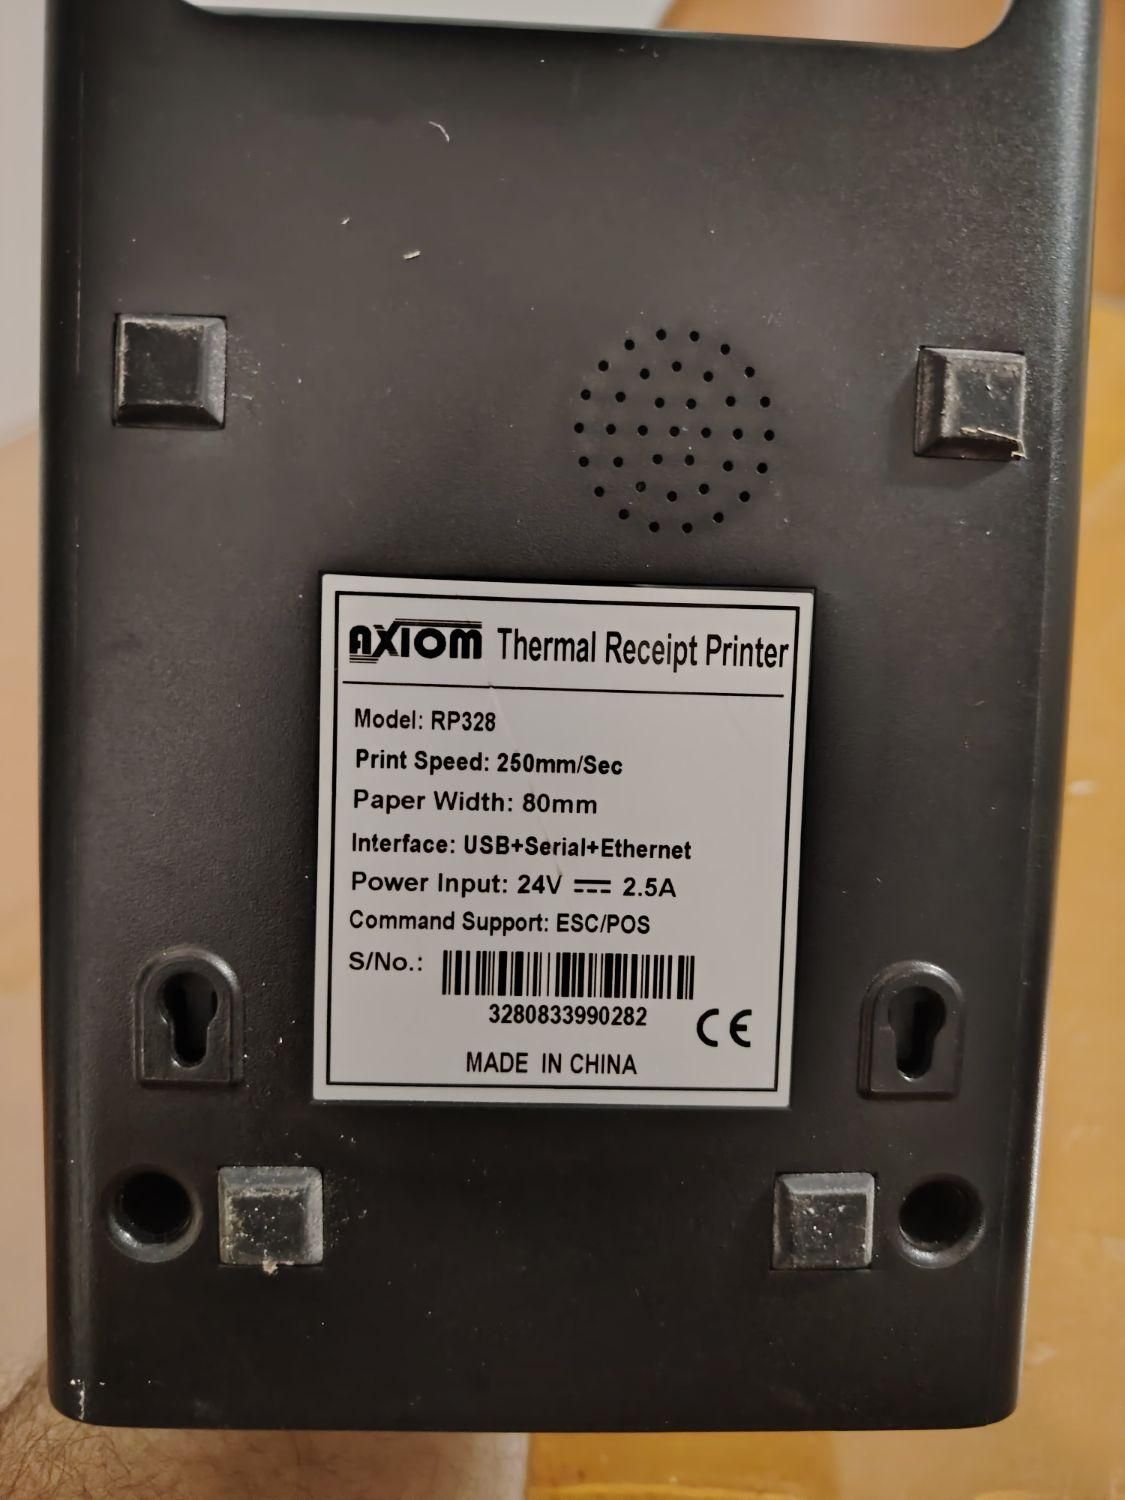 AXIOM Thermal Receipt Printer
Model: RP328
Print Speed: 250mm/Sec
Paper Width: 80mm
Interface: USB+Serial+Ethernet
Power Input: 24V ⎓ 2.5A
Command Support: ESC/POS
S/No.:
3280833990282
CE
MADE IN CHINA